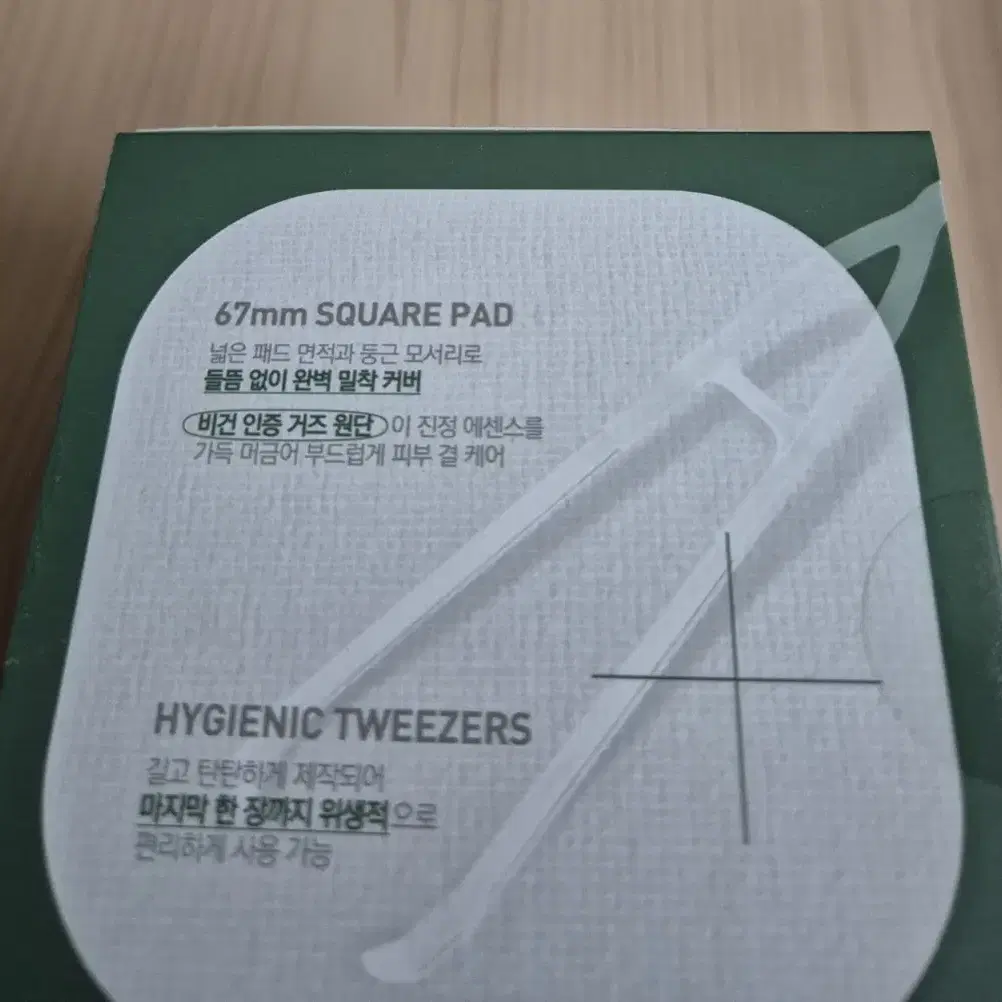 67mm SQUARE PAD
넓은 패드 면적과 둥근 모서리로
들뜸 없이 완벽 밀착 커버
비건 인증 거즈 원단 이 진정 에센스를
가득 머금어 부드럽게 피부 결 케어
HYGIENIC TWEEZERS
길고 탄탄하게 제작되어
마지막 한 장까지 위생적으로
편리하게 사용 가능